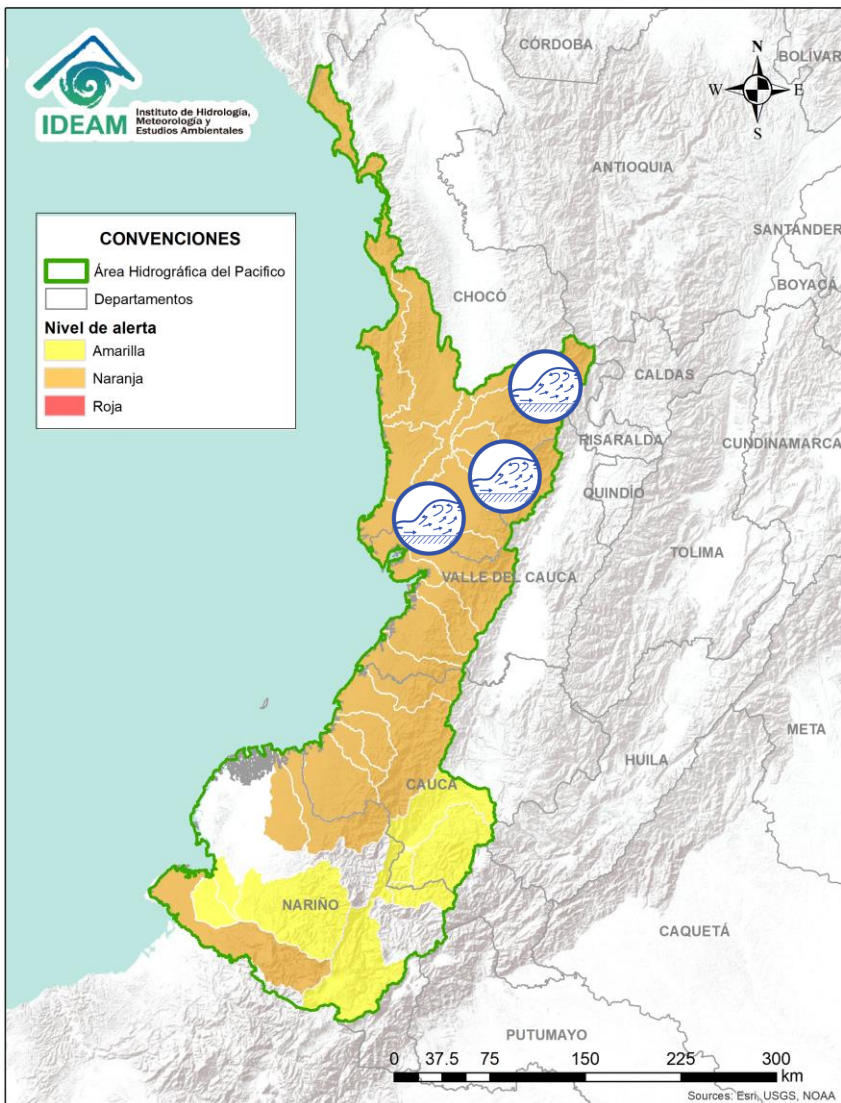 IDEAM
Instituto de Hidrología,
Meteorología y
Estudios Ambientales
CÓRDOBA
BOLÍVAR
N
W
E
S
ANTIOQUIA
SANTANDER
CONVENCIONES
Área Hidrográfica del Pacifico
Departamentos
Nivel de alerta
Amarilla
Naranja
Roja
BOYACÁ
CHOCÓ
CALDAS
RISARALDA
CUNDINAMARCA
QUINDÍO
TOLIMA
VALLE DEL CAUCA
META
HUILA
CAUCA
NARIÑO
CAQUETÁ
PUTUMAYO
0 37.5 75 150 225 300
km
Sources: Esri, USGS, NOAA